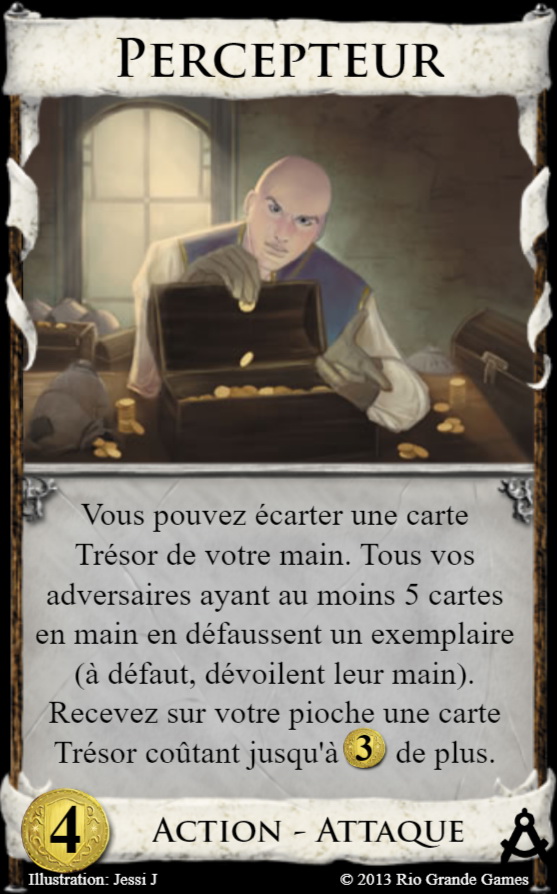 PERCEPTEUR
Vous pouvez écarter une carte
Trésor de votre main. Tous vos
adversaires ayant au moins 5 cartes
en main en défaussent un exemplaire
(à défaut, dévoilent leur main).
Recevez sur votre pioche une carte
Trésor coûtant jusqu'à 3 de plus.
4 ACTION - ATTAQUE
Illustration: Jessi J © 2013 Rio Grande Games